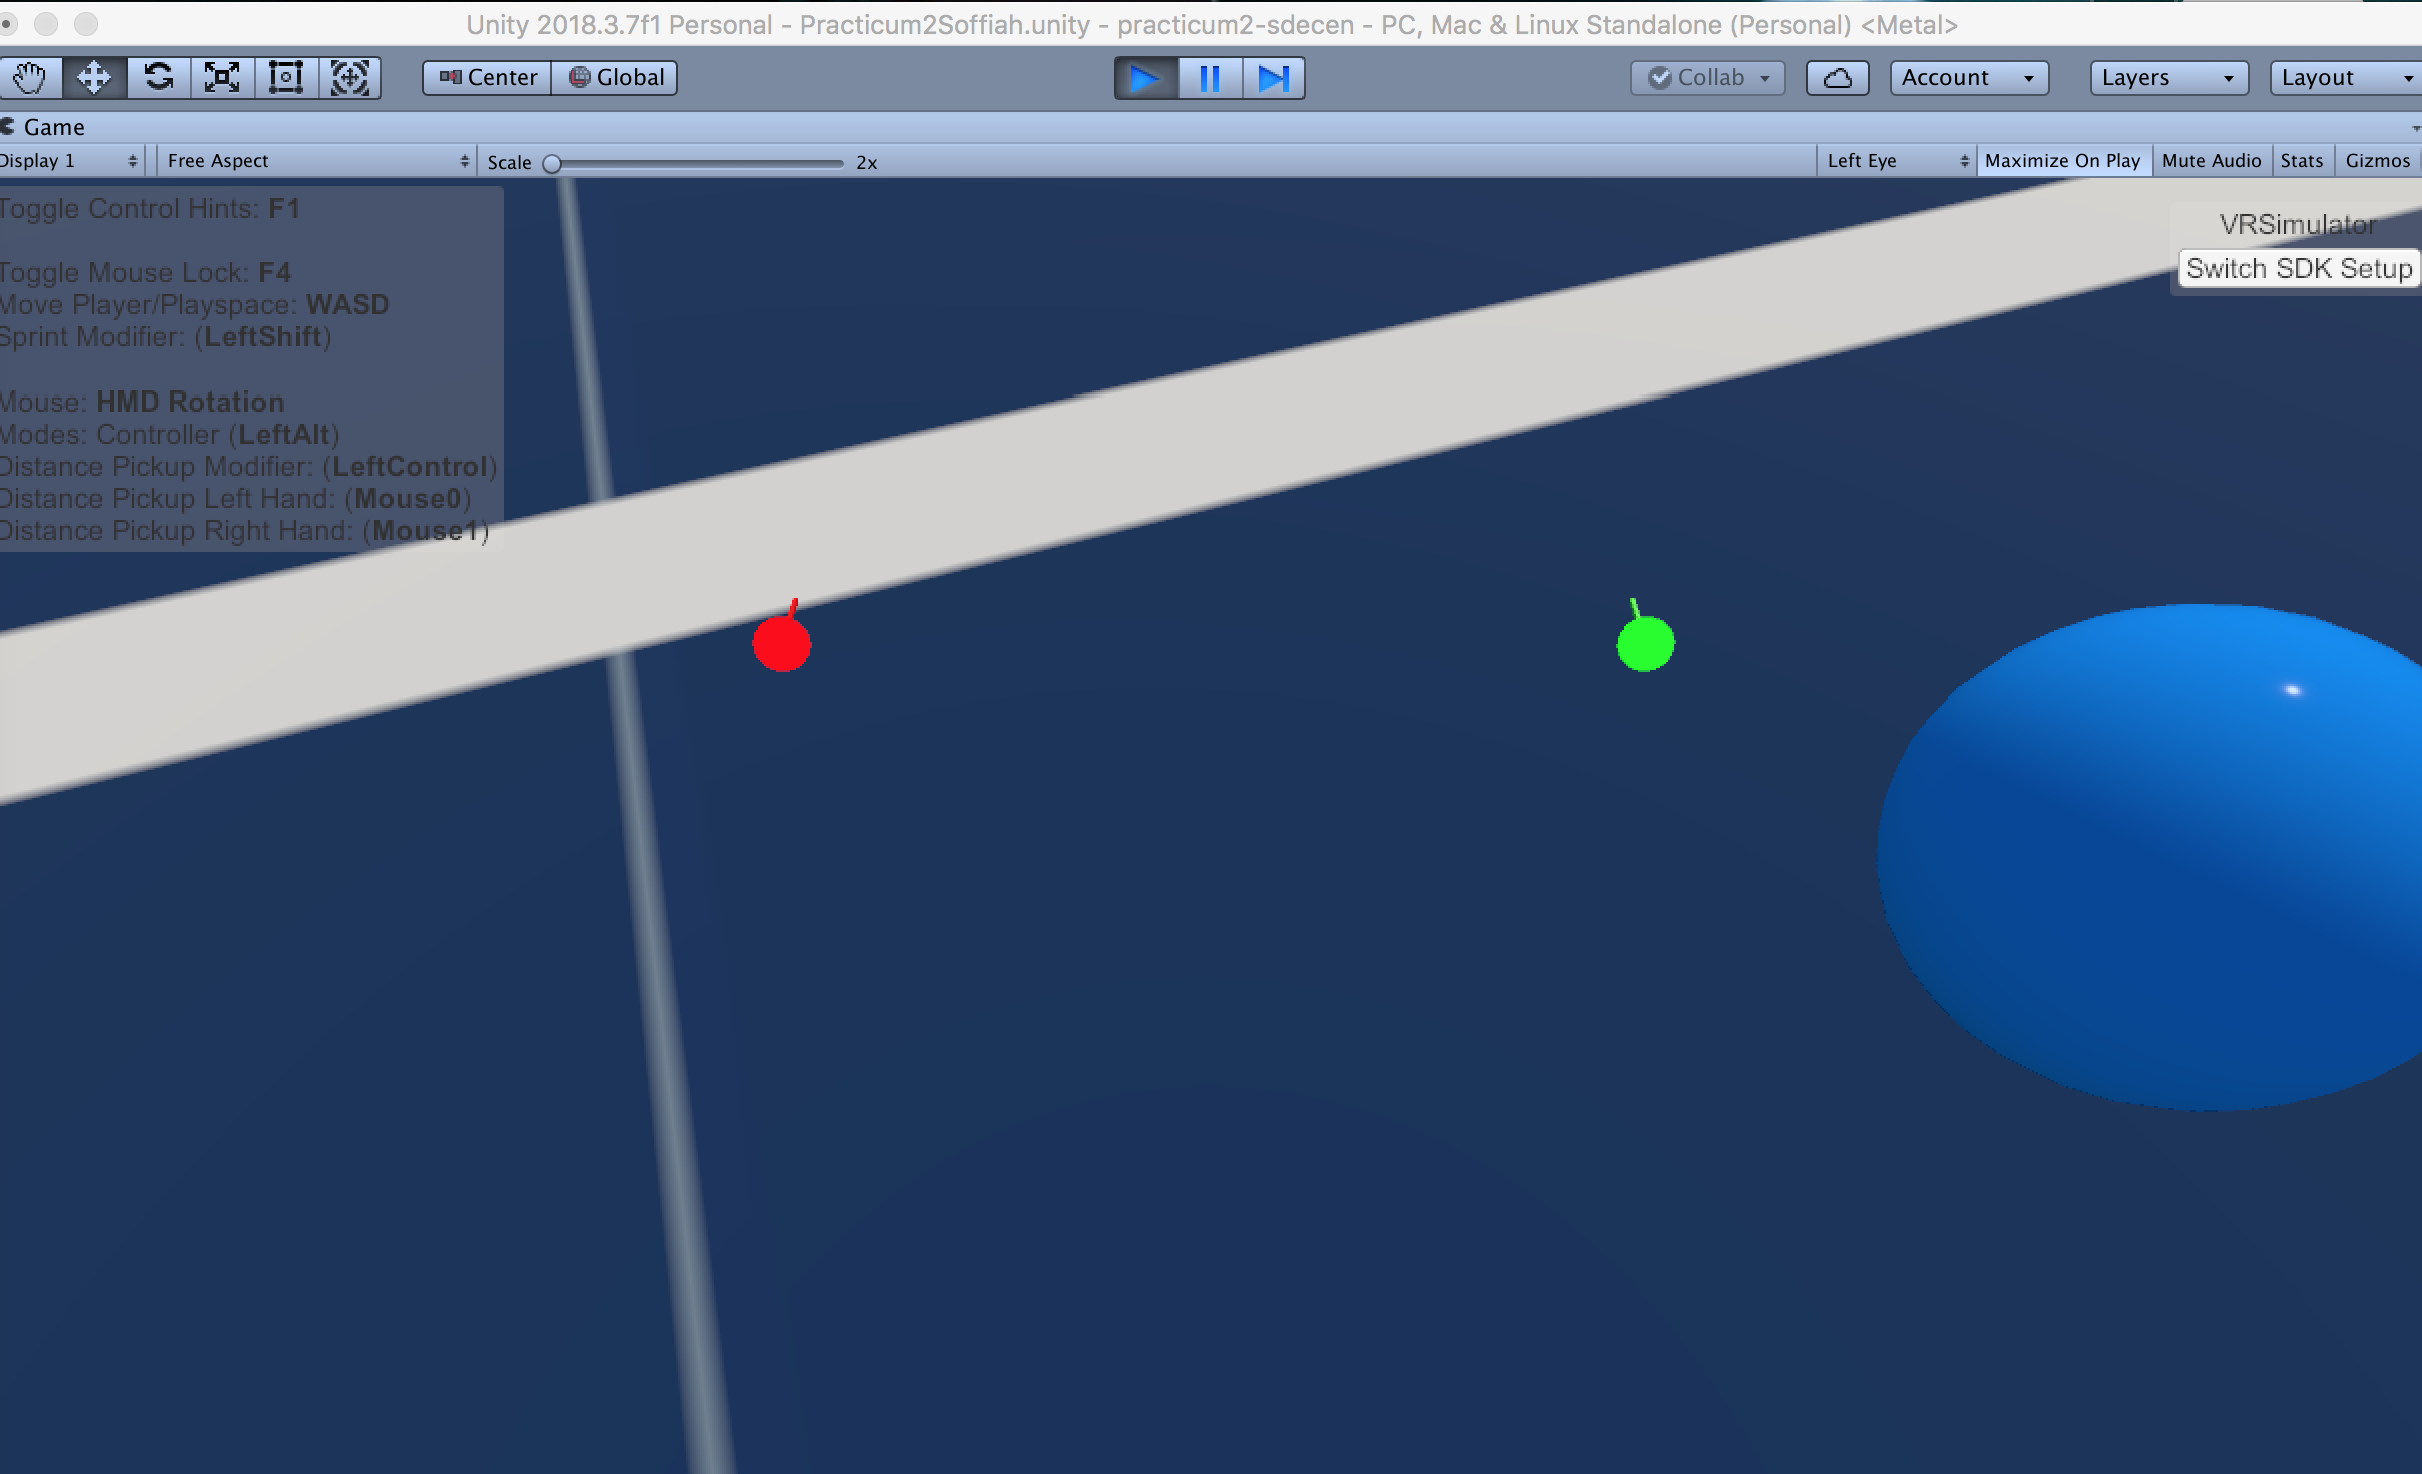 Unity 2018.3.7f1 Personal - Practicum2Soffiah.unity - practicum2-sdecen - PC, Mac & Linux Standalone (Personal) <Metal>
Center Global Collab Account Layers Layout
Game
Display 1 Free Aspect Scale 2x Left Eye Maximize On Play Mute Audio Stats Gizmos
Toggle Control Hints: F1
Toggle Mouse Lock: F4
Move Player/Playspace: WASD
Sprint Modifier: (LeftShift)
Mouse: HMD Rotation
Modes: Controller (LeftAlt)
Distance Pickup Modifier: (LeftControl)
Distance Pickup Left Hand: (Mouse0)
Distance Pickup Right Hand: (Mouse1)
VRSimulator
Switch SDK Setup